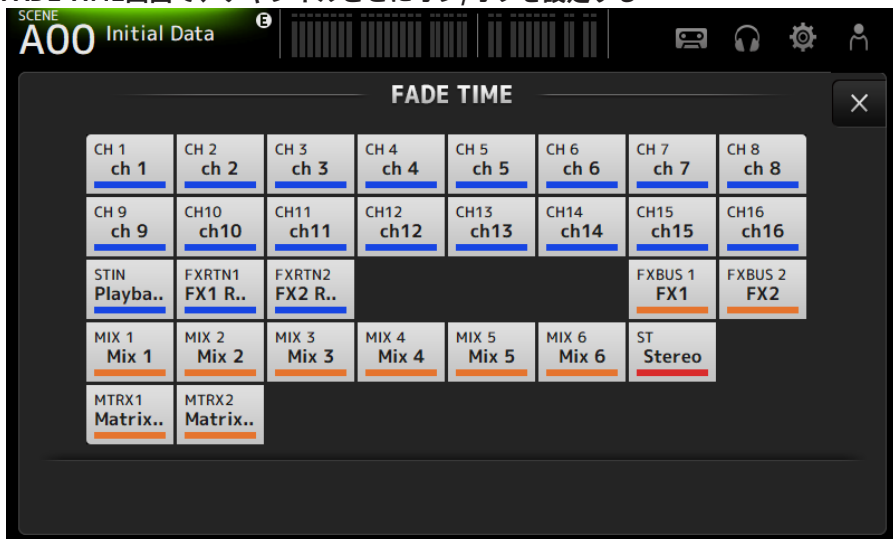 SCENE
A00 Initial Data E
FADE TIME
CH 1 CH 2 CH 3 CH 4 CH 5 CH 6 CH 7 CH 8
ch 1 ch 2 ch 3 ch 4 ch 5 ch 6 ch 7 ch 8
CH 9 CH10 CH11 CH12 CH13 CH14 CH15 CH16
ch 9 ch10 ch11 ch12 ch13 ch14 ch15 ch16
STIN FXRTN1 FXRTN2 FXBUS 1 FXBUS 2
Playba.. FX1 R.. FX2 R.. FX1 FX2
MIX 1 MIX 2 MIX 3 MIX 4 MIX 5 MIX 6 ST
Mix 1 Mix 2 Mix 3 Mix 4 Mix 5 Mix 6 Stereo
MTRX1 MTRX2
Matrix.. Matrix..